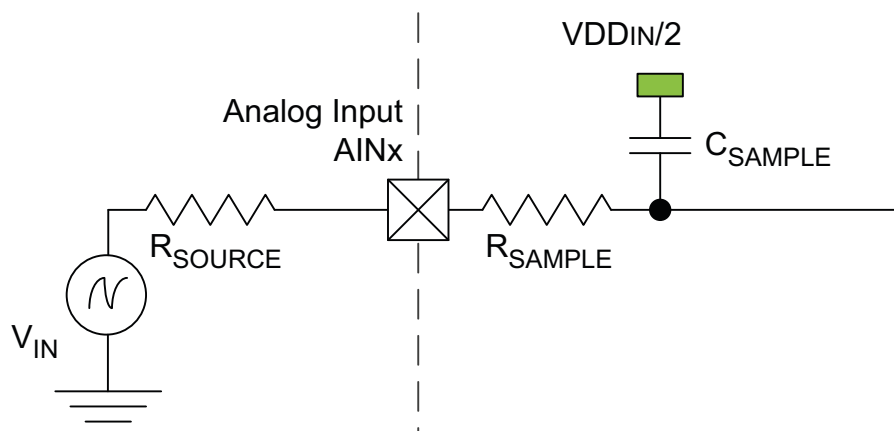 VDDIN/2
Analog Input
AINx
CSAMPLE
RSOURCE
RSAMPLE
VIN